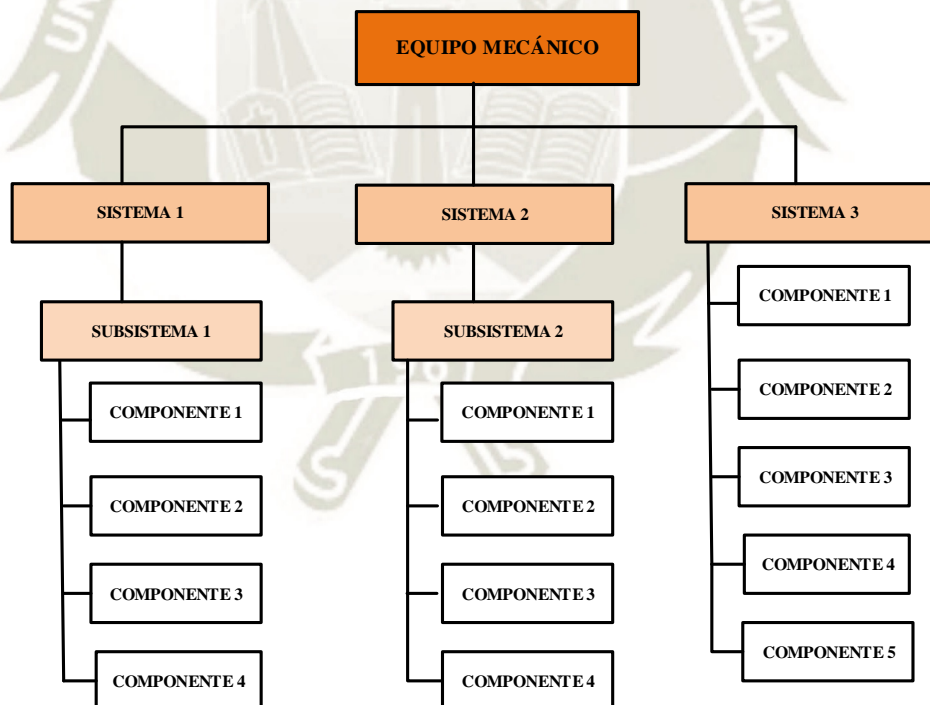 EQUIPO MECÁNICO
SISTEMA 1
SISTEMA 2
SISTEMA 3
SUBSISTEMA 1
SUBSISTEMA 2
COMPONENTE 1
COMPONENTE 2
COMPONENTE 3
COMPONENTE 4
COMPONENTE 1
COMPONENTE 2
COMPONENTE 3
COMPONENTE 4
COMPONENTE 1
COMPONENTE 2
COMPONENTE 3
COMPONENTE 4
COMPONENTE 5